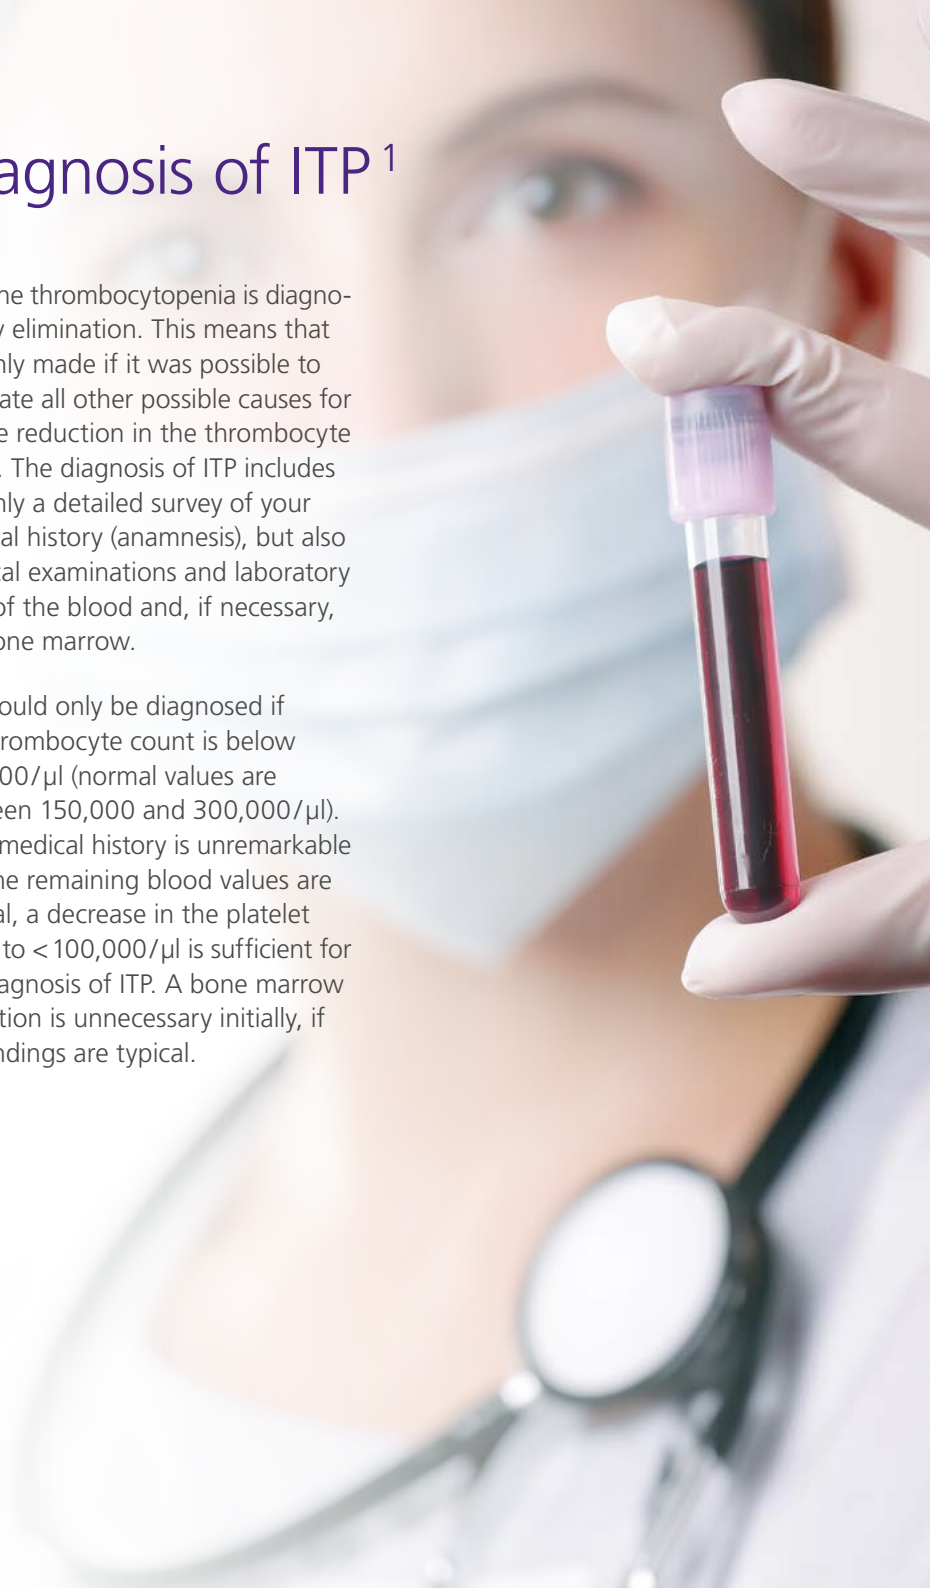 agnosis of ITP 1
ne thrombocytopenia is diagno-
y elimination. This means that
nly made if it was possible to
ate all other possible causes for
e reduction in the thrombocyte
. The diagnosis of ITP includes
nly a detailed survey of your
al history (anamnesis), but also
cal examinations and laboratory
of the blood and, if necessary,
one marrow.
ould only be diagnosed if
rombocyte count is below
00/µl (normal values are
een 150,000 and 300,000/µl).
medical history is unremarkable
ne remaining blood values are
al, a decrease in the platelet
to <100,000/µl is sufficient for
agnosis of ITP. A bone marrow
tion is unnecessary initially, if
ndings are typical.